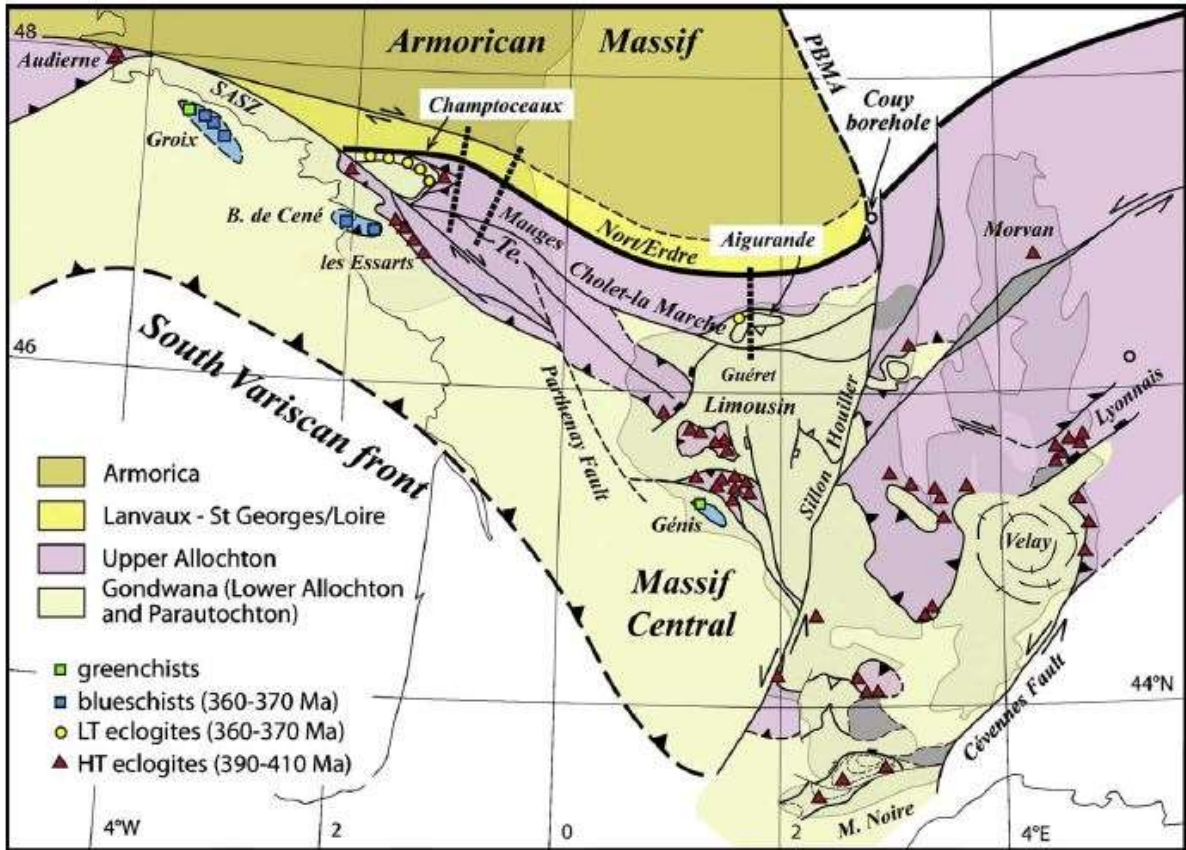 48
Armorican Massif
Audierne
PBMA
SASZ
Champtoceaux
Couy
borehole
Groix
B. de Cené
Mauges
Nort/Erdre
Aigurande
Morvan
les Essarts
Te.
Cholet-la Marche
46
South Variscan front
Parthenay Fault
Guéret
Limousin
Sillon Houiller
Lyonnais
Armorica
Lanvaux - St Georges/Loire
Upper Allochton
Gondwana (Lower Allochton
and Parautochton)
Génis
Velay
Massif
Central
greenchists
blueschists (360-370 Ma)
LT eclogites (360-370 Ma)
HT eclogites (390-410 Ma)
44°N
Cévennes Fault
M. Noire
4°W
2
0
2
4°E